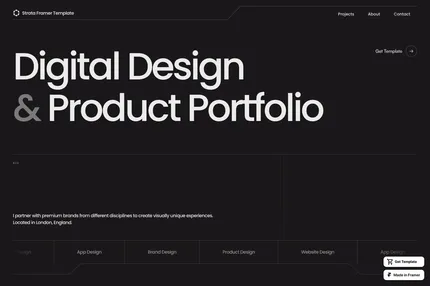 Strata Framer Template
Projects
About
Contact
Get Template
Digital Design
& Product Portfolio
I partner with premium brands from different disciplines to create visually unique experiences.
Located in London, England.
App Design
Brand Design
Product Design
Website Design
App Design
Get Template
Made in Framer